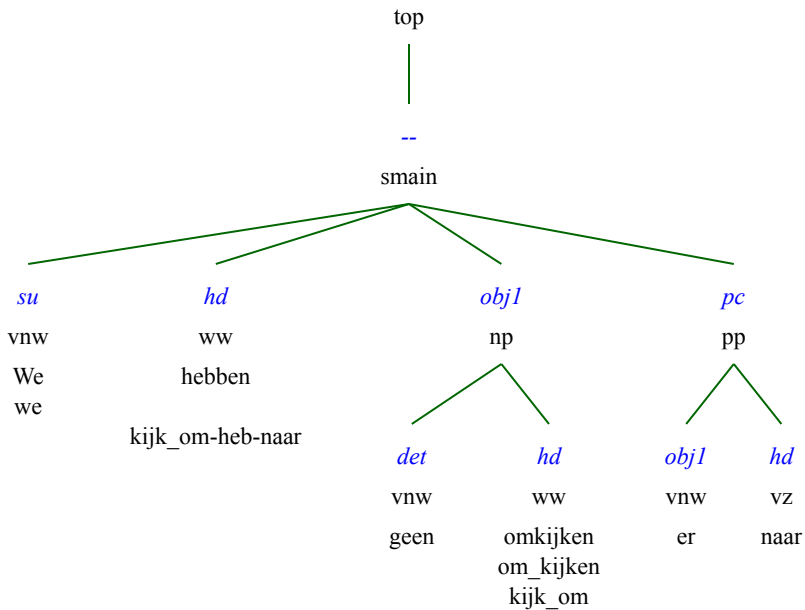 top
--
smain
su hd obj1 pc
vnw ww np pp
We hebben
we
kijk_om-heb-naar
det hd obj1 hd
vnw ww vnw vz
geen omkijken er naar
om_kijken
kijk_om